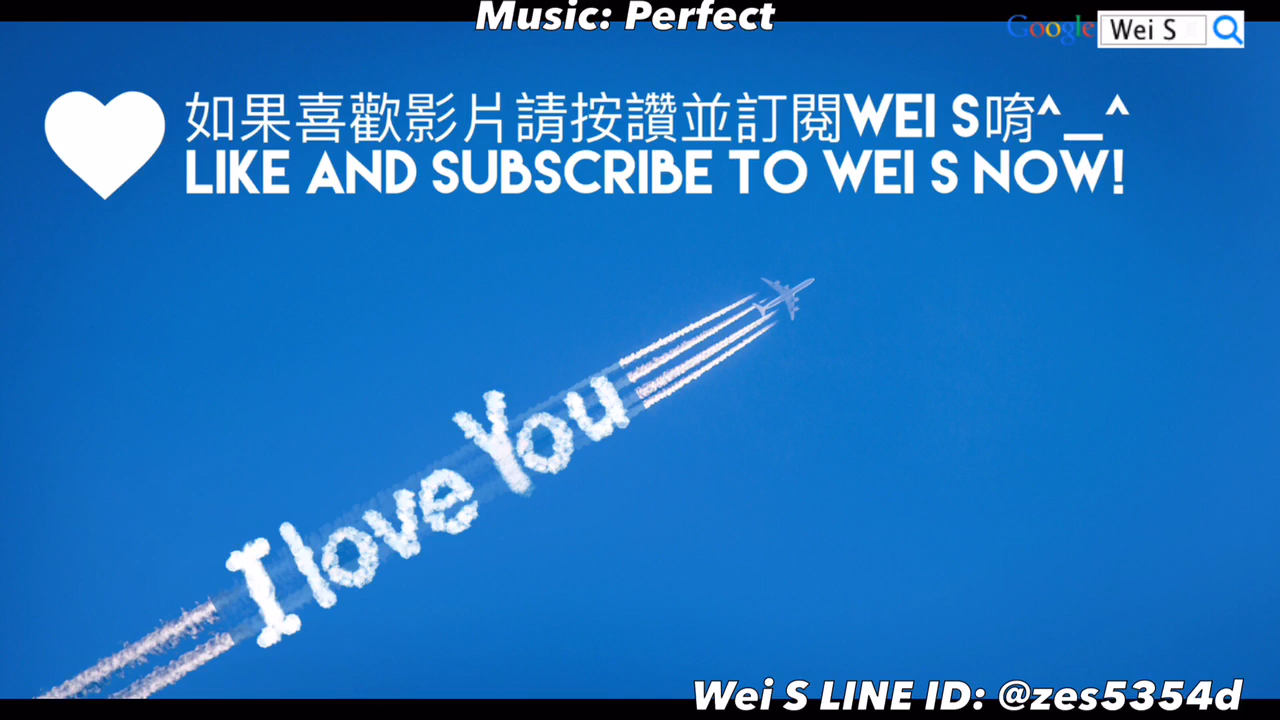 Music: Perfect
Google Wei S
如果喜歡影片請按讚並訂閱WEI S唷^_^
LIKE AND SUBSCRIBE TO WEI S NOW!
I love You
Wei S LINE ID: @zes5354d